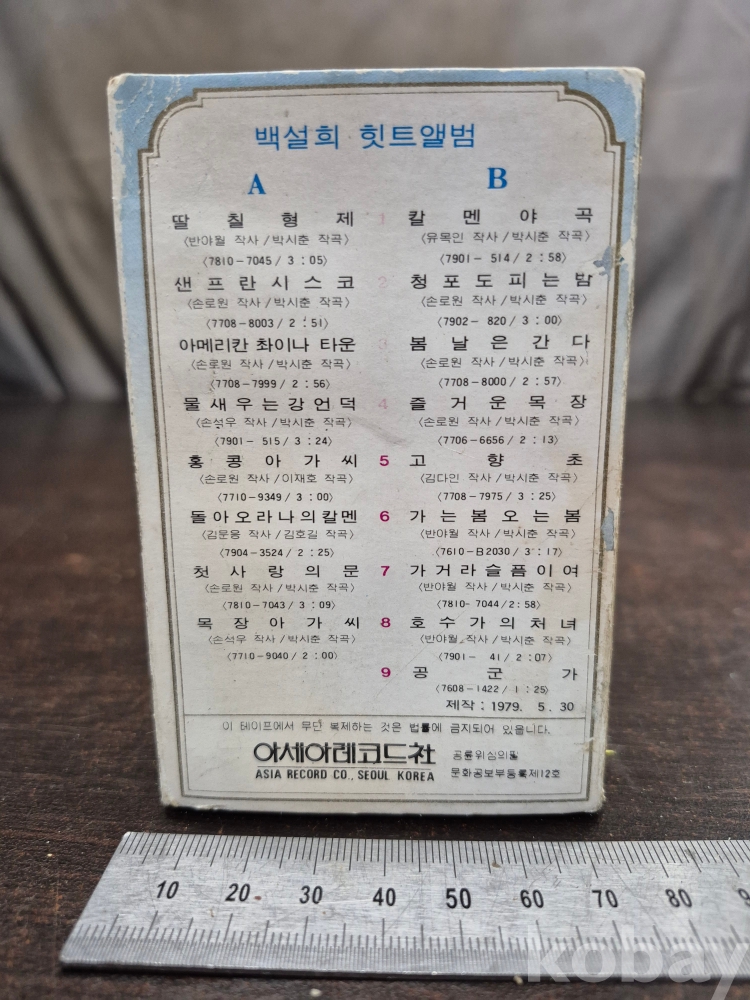 백설희 힛트앨범
A
딸칠형제
〈반야월 작사/박시춘 작곡〉
〈7810-7045/3:05〉
샌프란시스코
〈손로원 작사/박시춘 작곡〉
〈7708-8003/2:51〉
아메리칸 촤이나 타운
〈손로원 작사/박시춘 작곡〉
〈7708-7999/2:56〉
물새우는강언덕
〈손석우 작사/박시춘 작곡〉
〈7901-515/3:24〉
홍콩아가씨
〈손로원 작사/이재호 작곡〉
〈7710-9349/3:00〉
돌아오라나의칼멘
〈김문응 작사/김호길 작곡〉
〈7904-3524/2:25〉
첫사랑의문
〈손로원 작사/박시춘 작곡〉
〈7810-7043/3:09〉
목장아가씨
〈손석우 작사/박시춘 작곡〉
〈7710-9040/2:00〉
B
1 칼멘야곡
〈유목인 작사/박시춘 작곡〉
〈7901-514/2:58〉
2 청포도피는밤
〈손로원 작사/박시춘 작곡〉
〈7902-820/3:00〉
3 봄날은간다
〈손로원 작사/박시춘 작곡〉
〈7708-8000/2:57〉
4 즐거운목장
〈손로원 작사/박시춘 작곡〉
〈7706-6656/2:13〉
5 고향초
〈김다인 작사/박시춘 작곡〉
〈7708-7975/3:25〉
6 가는봄오는봄
〈반야월 작사/박시춘 작곡〉
〈7610-B2030/3:17〉
7 가거라슬픔이여
〈반야월 작사/박시춘 작곡〉
〈7810-7044/2:58〉
8 호수가의처녀
〈반야월 작사/박시춘 작곡〉
〈7901-41/2:07〉
9 공군가
〈7608-1422/1:25〉
제작:1979. 5. 30
이 테이프에서 무단 복제하는 것은 법률에 금지되어 있읍니다.
아세아레코드社
ASIA RECORD CO., SEOUL KOREA
공륜위심의필
문화공보부등록제12호
10 20 30 40 50 60 70 80
kobay